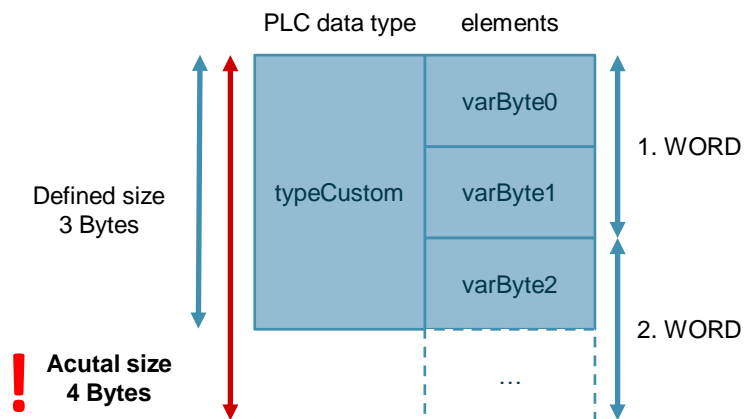 PLC data type elements
varByte0
1. WORD
Defined size
3 Bytes
typeCustom
varByte1
varByte2
2. WORD
! Acutal size
4 Bytes
...